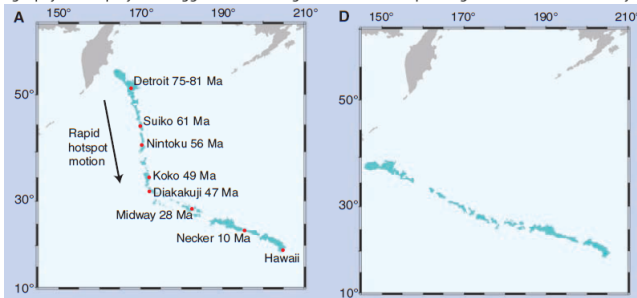 A
150°
170°
190°
210°
Detroit 75-81 Ma
50°
Suiko 61 Ma
Nintoku 56 Ma
Rapid
hotspot
motion
Koko 49 Ma
Diakakuji 47 Ma
30°
Midway 28 Ma
Necker 10 Ma
Hawaii
10°
D
150°
170°
190°
210°
50°
30°
10°